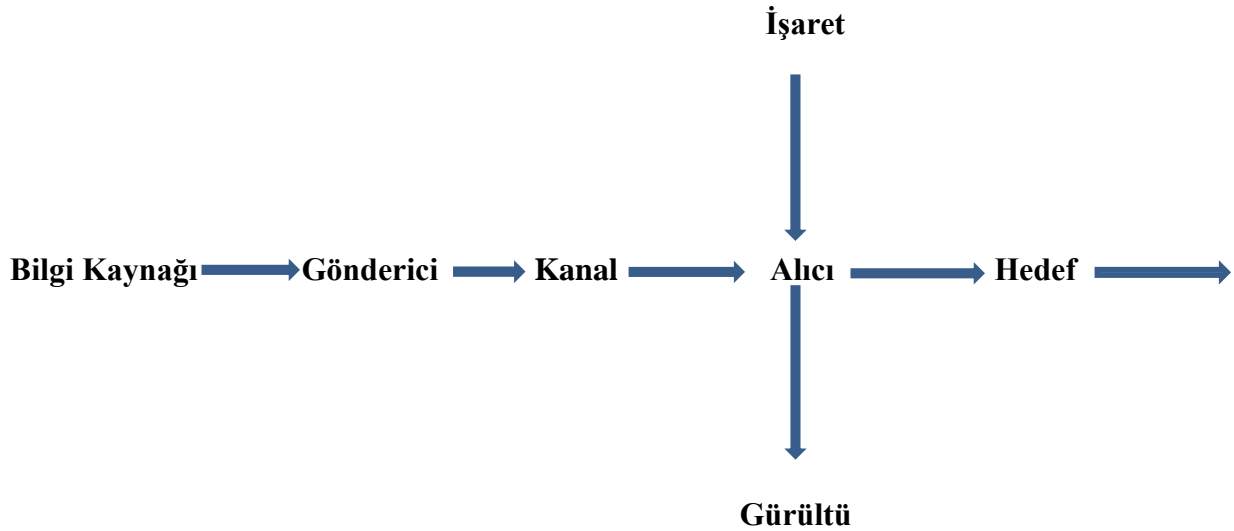 İşaret
Bilgi Kaynağı Gönderici Kanal Alıcı Hedef
Gürültü